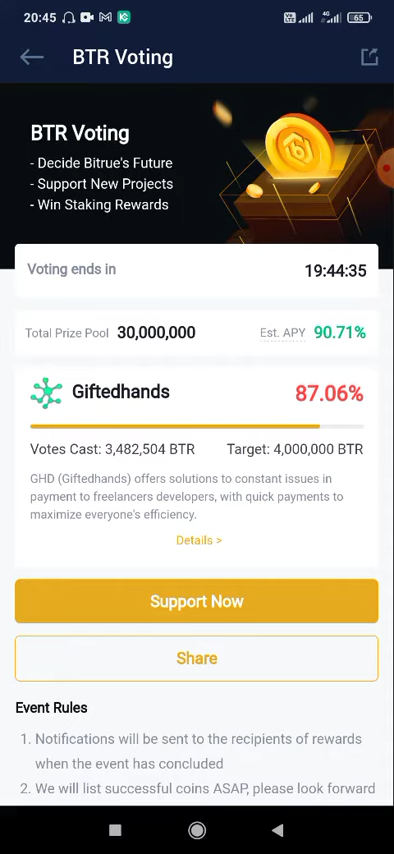 20:45
4G
65
BTR Voting
BTR Voting
- Decide Bitrue's Future
- Support New Projects
- Win Staking Rewards
Voting ends in 19:44:35
Total Prize Pool 30,000,000 Est. APY 90.71%
Giftedhands 87.06%
Votes Cast: 3,482,504 BTR Target: 4,000,000 BTR
GHD (Giftedhands) offers solutions to constant issues in
payment to freelancers developers, with quick payments to
maximize everyone's efficiency.
Details >
Support Now
Share
Event Rules
1. Notifications will be sent to the recipients of rewards
when the event has concluded
2. We will list successful coins ASAP, please look forward